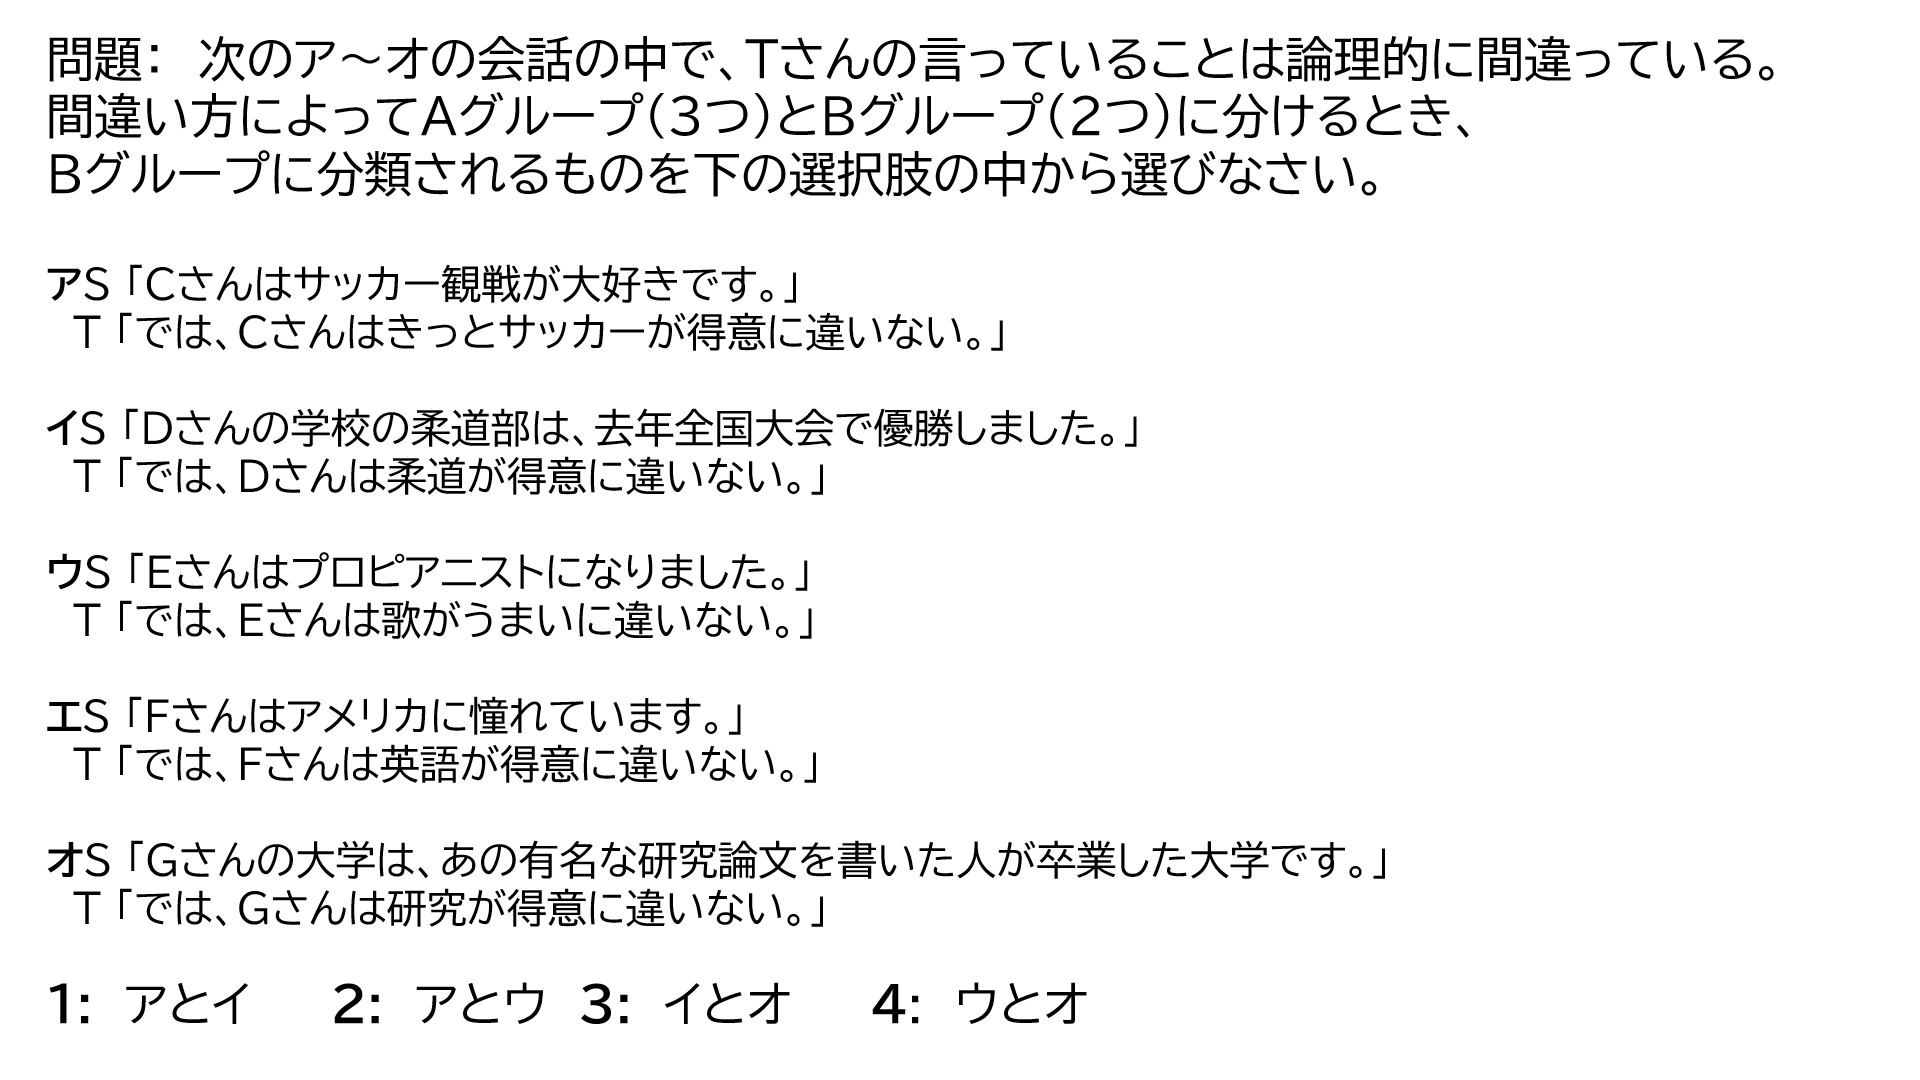 問題：　次のア～オの会話の中で、Tさんの言っていることは論理的に間違っている。
間違い方によってAグループ（3つ）とBグループ（2つ）に分けるとき、
Bグループに分類されるものを下の選択肢の中から選びなさい。
アS「Cさんはサッカー観戦が大好きです。」
T「では、Cさんはきっとサッカーが得意に違いない。」
イS「Dさんの学校の柔道部は、去年全国大会で優勝しました。」
T「では、Dさんは柔道が得意に違いない。」
ウS「Eさんはプロピアニストになりました。」
T「では、Eさんは歌がうまいに違いない。」
エS「Fさんはアメリカに憧れています。」
T「では、Fさんは英語が得意に違いない。」
オS「Gさんの大学は、あの有名な研究論文を書いた人が卒業した大学です。」
T「では、Gさんは研究が得意に違いない。」
1:　アとイ　　2:　アとウ　3:　イとオ　　4:　ウとオ